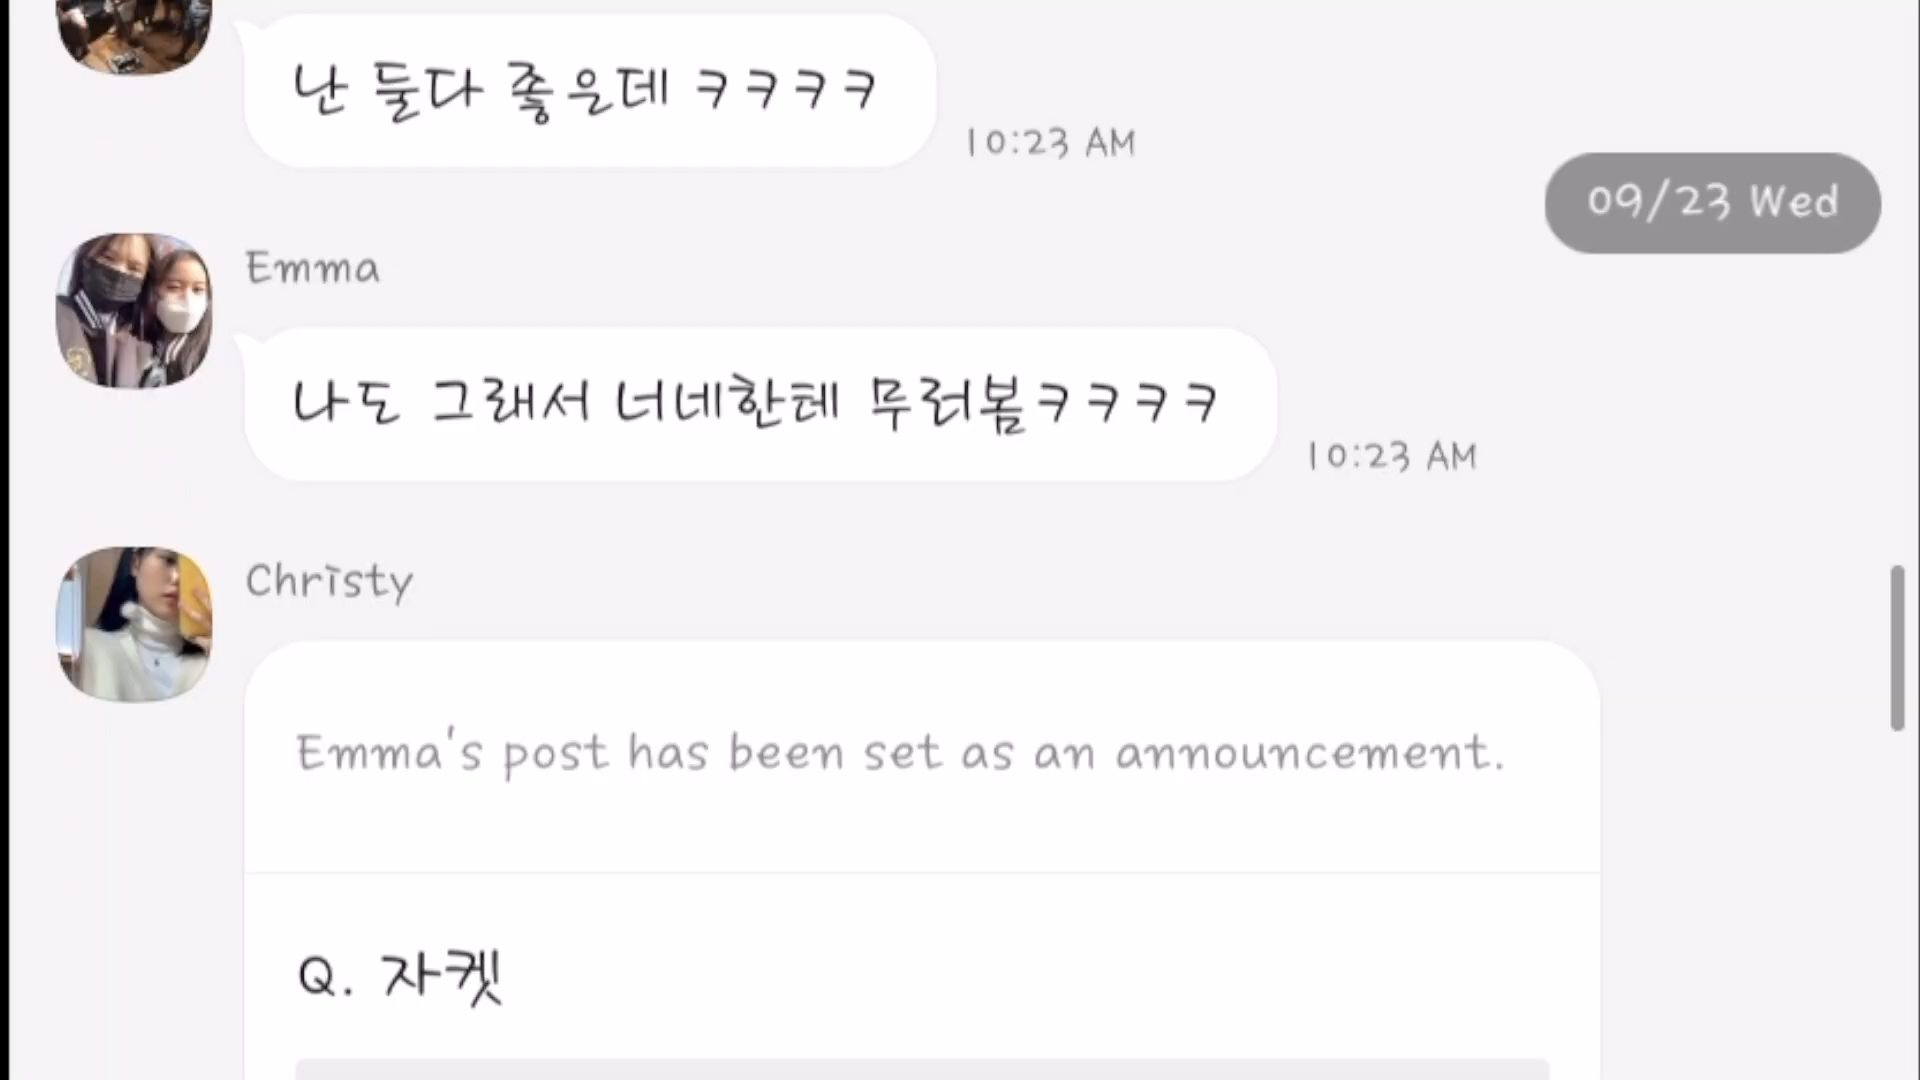 난 둘다 좋은데 ㅋㅋㅋㅋ
10:23 AM
09/23 Wed
Emma
나도 그래서 너네한테 무러봄ㅋㅋㅋㅋ
10:23 AM
Christy
Emma's post has been set as an announcement.
Q. 자켓